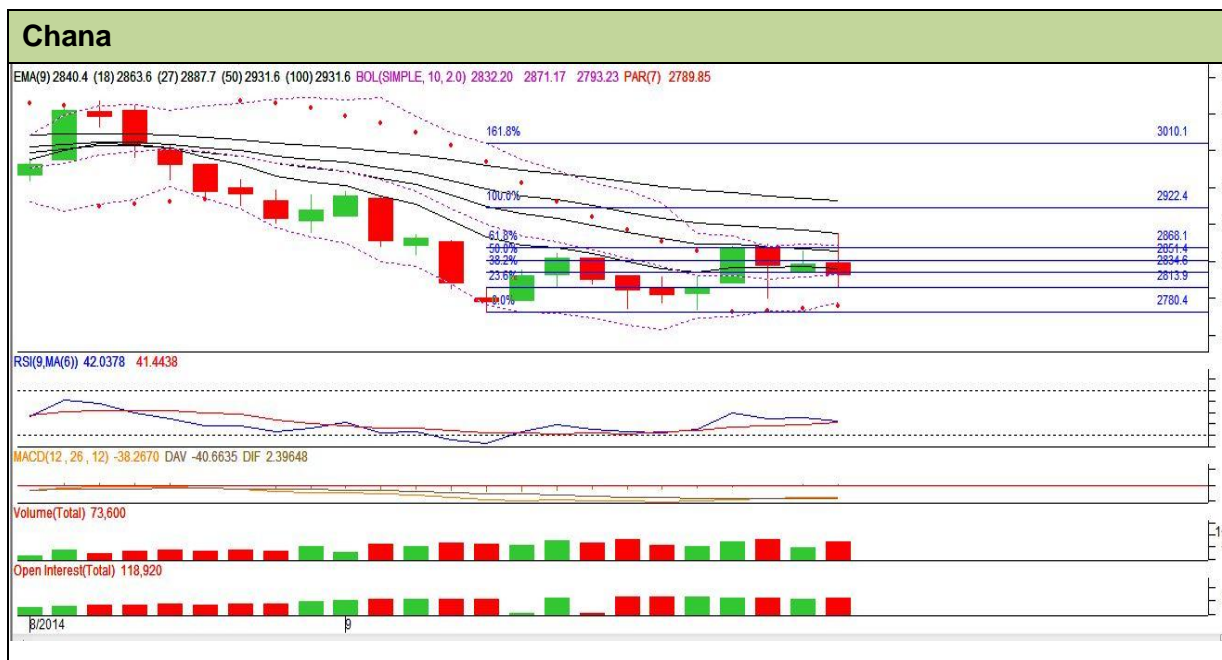 Chana
EMA(9) 2840.4 (18) 2863.6 (27) 2887.7 (50) 2931.6 (100) 2931.6 BOL(SIMPLE, 10, 2.0) 2832.20 2871.17 2793.23 PAR(7) 2789.85
161.8% 3010.1
100.0% 2922.4
61.8% 2868.1
50.0% 2851.4
38.2% 2834.6
23.6% 2813.9
0.0% 2780.4
RSI(9,MA(6)) 42.0378 41.4438
MACD(12 , 26 , 12) -38.2670 DAV -40.6635 DIF 2.39648
Volume(Total) 73,600
Open Interest(Total) 118,920
8/2014 9